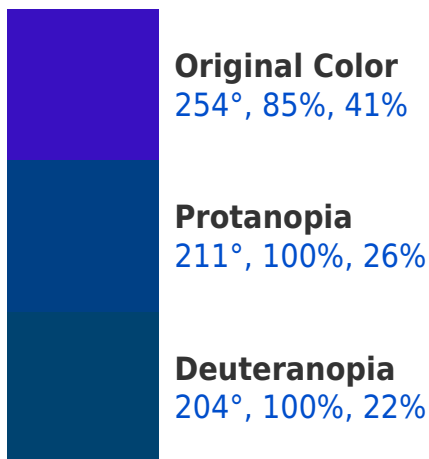 Original Color
254°, 85%, 41%
Protanopia
211°, 100%, 26%
Deuteranopia
204°, 100%, 22%